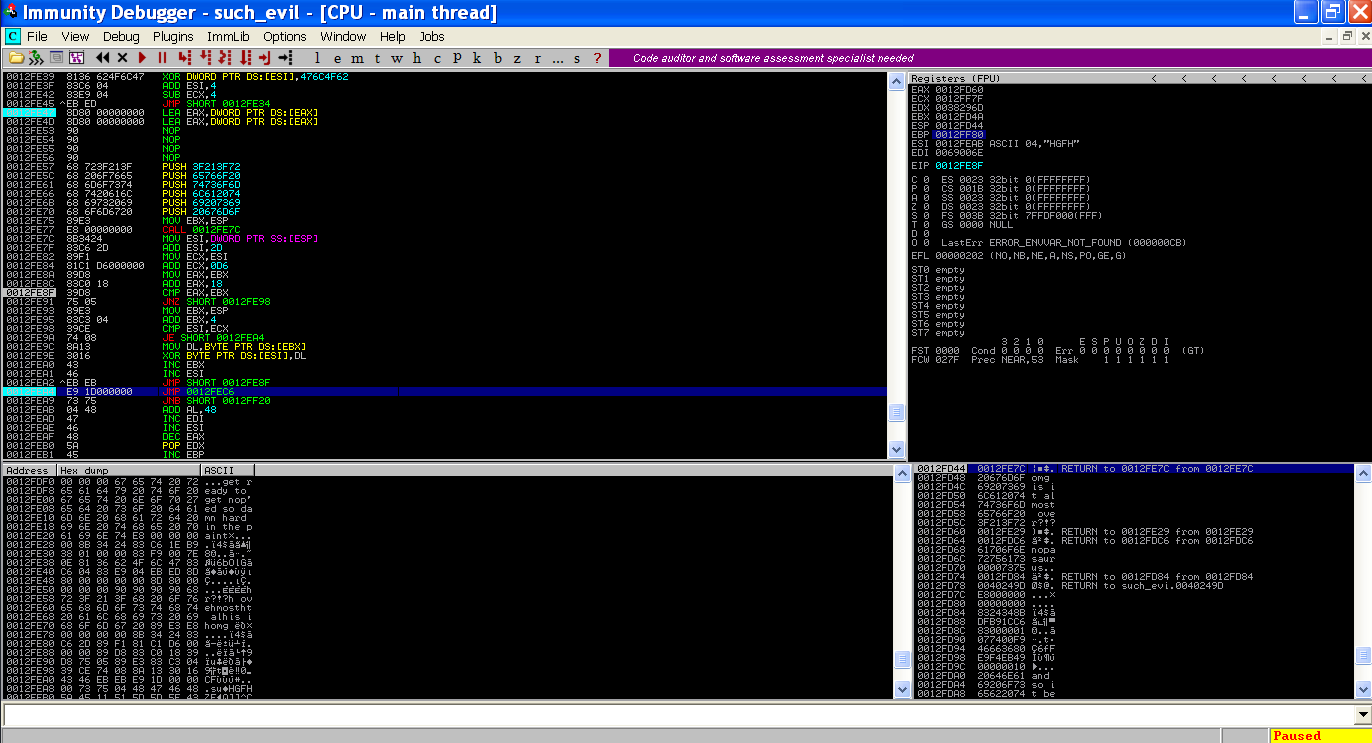 Immunity Debugger - such_evil - [CPU - main thread]
C File View Debug Plugins ImmLib Options Window Help Jobs
l e m t w h c P k b z r ... s ?
Code auditor and software assessment specialist needed
0012FE39 8136 624F6C47 XOR DWORD PTR DS:[ESI],476C4F62
0012FE3F 83C6 04 ADD ESI,4
0012FE42 83E9 04 SUB ECX,4
0012FE45 ^EB ED JMP SHORT 0012FE34
8D80 00000000 LEA EAX,DWORD PTR DS:[EAX]
0012FE4D 8D80 00000000 LEA EAX,DWORD PTR DS:[EAX]
0012FE53 90 NOP
0012FE54 90 NOP
0012FE55 90 NOP
0012FE56 90 NOP
0012FE57 68 723F213F PUSH 3F213F72
0012FE5C 68 206F7665 PUSH 65766F20
0012FE61 68 6D6F7374 PUSH 74736F6D
0012FE66 68 7420616C PUSH 6C612074
0012FE6B 68 69732069 PUSH 69207369
0012FE70 68 6F6D6720 PUSH 20676D6F
0012FE75 89E3 MOV EBX,ESP
0012FE77 E8 00000000 CALL 0012FE7C
0012FE7C 8B3424 MOV ESI,DWORD PTR SS:[ESP]
0012FE7F 83C6 2D ADD ESI,2D
0012FE82 89F1 MOV ECX,ESI
0012FE84 81C1 D6000000 ADD ECX,0D6
0012FE8A 89D8 MOV EAX,EBX
0012FE8C 83C0 18 ADD EAX,18
0012FE8F 39D8 CMP EAX,EBX
0012FE91 75 05 JNZ SHORT 0012FE98
0012FE93 89E3 MOV EBX,ESP
0012FE95 83C3 04 ADD EBX,4
0012FE98 39CE CMP ESI,ECX
0012FE9A 74 08 JE SHORT 0012FEA4
0012FE9C 8A13 MOV DL,BYTE PTR DS:[EBX]
0012FE9E 3016 XOR BYTE PTR DS:[ESI],DL
0012FEA0 43 INC EBX
0012FEA1 46 INC ESI
0012FEA2 ^EB EB JMP SHORT 0012FE8F
E9 1D000000 JMP 0012FEC6
0012FEA9 73 75 JNB SHORT 0012FF20
0012FEAB 04 48 ADD AL,48
0012FEAD 47 INC EDI
0012FEAE 46 INC ESI
0012FEAF 48 DEC EAX
0012FEB0 5A POP EDX
0012FEB1 45 INC EBP
Registers (FPU) < < < < < < < <
EAX 0012FD60
ECX 0012FF7F
EDX 0038296D
EBX 0012FD4A
ESP 0012FD44
EBP 0012FF80
ESI 0012FEAB ASCII 04,"HGFH"
EDI 0069006E
EIP 0012FE8F
C 0 ES 0023 32bit 0(FFFFFFFF)
P 0 CS 001B 32bit 0(FFFFFFFF)
A 0 SS 0023 32bit 0(FFFFFFFF)
Z 0 DS 0023 32bit 0(FFFFFFFF)
S 0 FS 003B 32bit 7FFDF000(FFF)
T 0 GS 0000 NULL
D 0
O 0 LastErr ERROR_ENVVAR_NOT_FOUND (000000CB)
EFL 00000202 (NO,NB,NE,A,NS,PO,GE,G)
ST0 empty
ST1 empty
ST2 empty
ST3 empty
ST4 empty
ST5 empty
ST6 empty
ST7 empty
3 2 1 0 E S P U O Z D I
FST 0000 Cond 0 0 0 0 Err 0 0 0 0 0 0 0 0 (GT)
FCW 027F Prec NEAR,53 Mask 1 1 1 1 1 1
Address Hex dump ASCII
0012FDF0 00 00 00 67 65 74 20 72 ...get r
0012FDF8 65 61 64 79 20 74 6F 20 eady to
0012FE00 67 65 74 20 6E 6F 70 27 get nop'
0012FE08 65 64 20 73 6F 20 64 61 ed so da
0012FE10 6D 6E 20 68 61 72 64 20 mn hard
0012FE18 69 6E 20 74 68 65 20 70 in the p
0012FE20 61 69 6E 74 E8 00 00 00
0012FE28 00 8B 34 24 83 C6 1E B9
0012FE30 38 01 00 00 83 F9 00 7E
0012FE38 0E 81 36 62 4F 6C 47 83
0012FE40 C6 04 83 E9 04 EB ED 8D
0012FE48 80 00 00 00 00 8D 80 00
0012FE50 00 00 00 90 90 90 90 68
0012FE58 72 3F 21 3F 68 20 6F 76 r?!?h ov
0012FE60 65 68 6D 6F 73 74 68 74 ehmostht
0012FE68 20 61 6C 68 69 73 20 69 alhis i
0012FE70 68 6F 6D 67 20 89 E3 E8
0012FE78 00 00 00 00 8B 34 24 83
0012FE80 C6 2D 89 F1 81 C1 D6 00
0012FE88 00 00 89 D8 83 C0 18 39
0012FE90 D8 75 05 89 E3 83 C3 04
0012FE98 39 CE 74 08 8A 13 30 16
0012FEA0 43 46 EB EB E9 1D 00 00
0012FEA8 00 73 75 04 48 47 46 48
0012FD44 0012FE7C RETURN to 0012FE7C from 0012FE7C
0012FD48 20676D6F omg
0012FD4C 69207369 is i
0012FD50 6C612074 t al
0012FD54 74736F6D most
0012FD58 65766F20 ove
0012FD5C 3F213F72 r?!?
0012FD60 0012FE29 RETURN to 0012FE29 from 0012FE29
0012FD64 0012FDC6 RETURN to 0012FDC6 from 0012FDC6
0012FD68 61706F6E nopa
0012FD6C 72756173 saur
0012FD70 00007375 us..
0012FD74 0012FD84 RETURN to 0012FD84 from 0012FD84
0012FD78 0040249D RETURN to such_evi.0040249D
0012FD7C E8000000
0012FD80 00000000 ....
0012FD84 8324348B
0012FD88 DFB91CC6
0012FD8C 83000001
0012FD90 077400F9
0012FD94 46663680
0012FD98 E9F4EB49
0012FD9C 00000010
0012FDA0 20646E61 and
0012FDA4 69206F73 so i
0012FDA8 65622074 t be
Paused